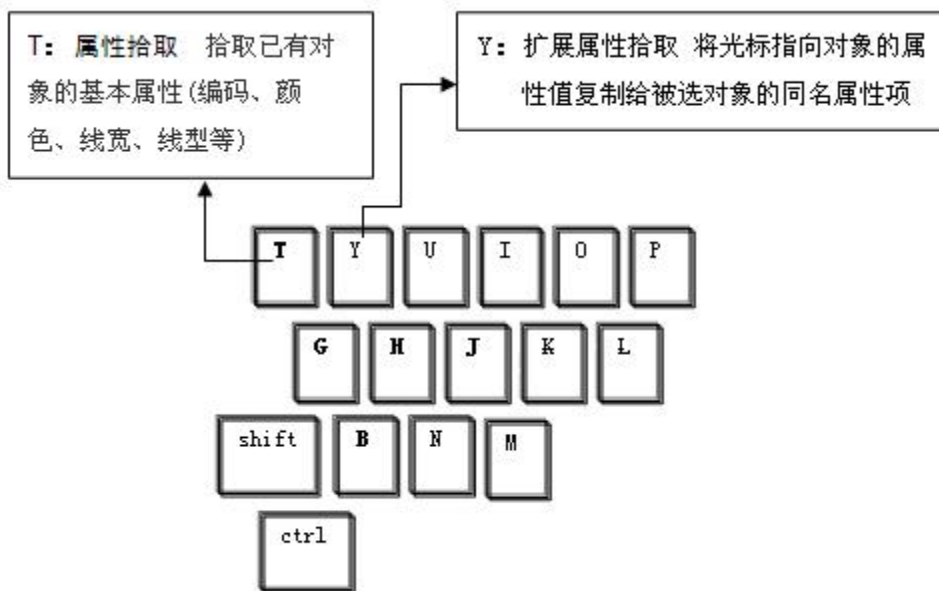 T： 属性拾取 拾取已有对
象的基本属性(编码、颜
色、线宽、线型等)
Y： 扩展属性拾取 将光标指向对象的属
性值复制给被选对象的同名属性项
T Y U I O P
G H J K L
shift B N M
ctrl